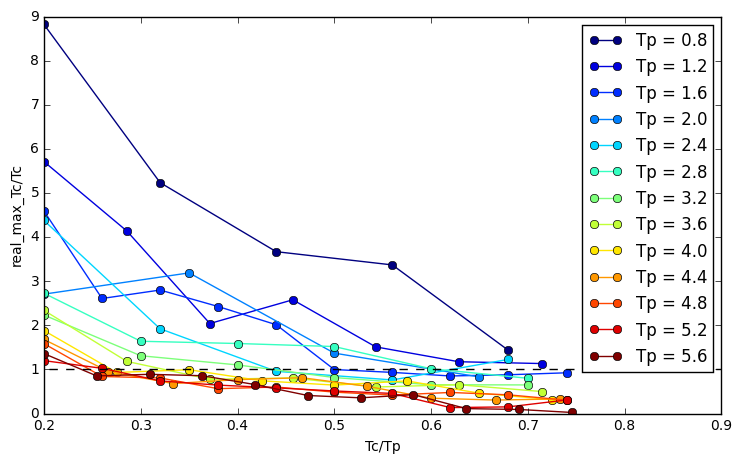 9
8
7
6
5
4
3
2
1
0
real_max_Tc/Tc
0.2 0.3 0.4 0.5 0.6 0.7 0.8 0.9
Tc/Tp
Tp = 0.8
Tp = 1.2
Tp = 1.6
Tp = 2.0
Tp = 2.4
Tp = 2.8
Tp = 3.2
Tp = 3.6
Tp = 4.0
Tp = 4.4
Tp = 4.8
Tp = 5.2
Tp = 5.6